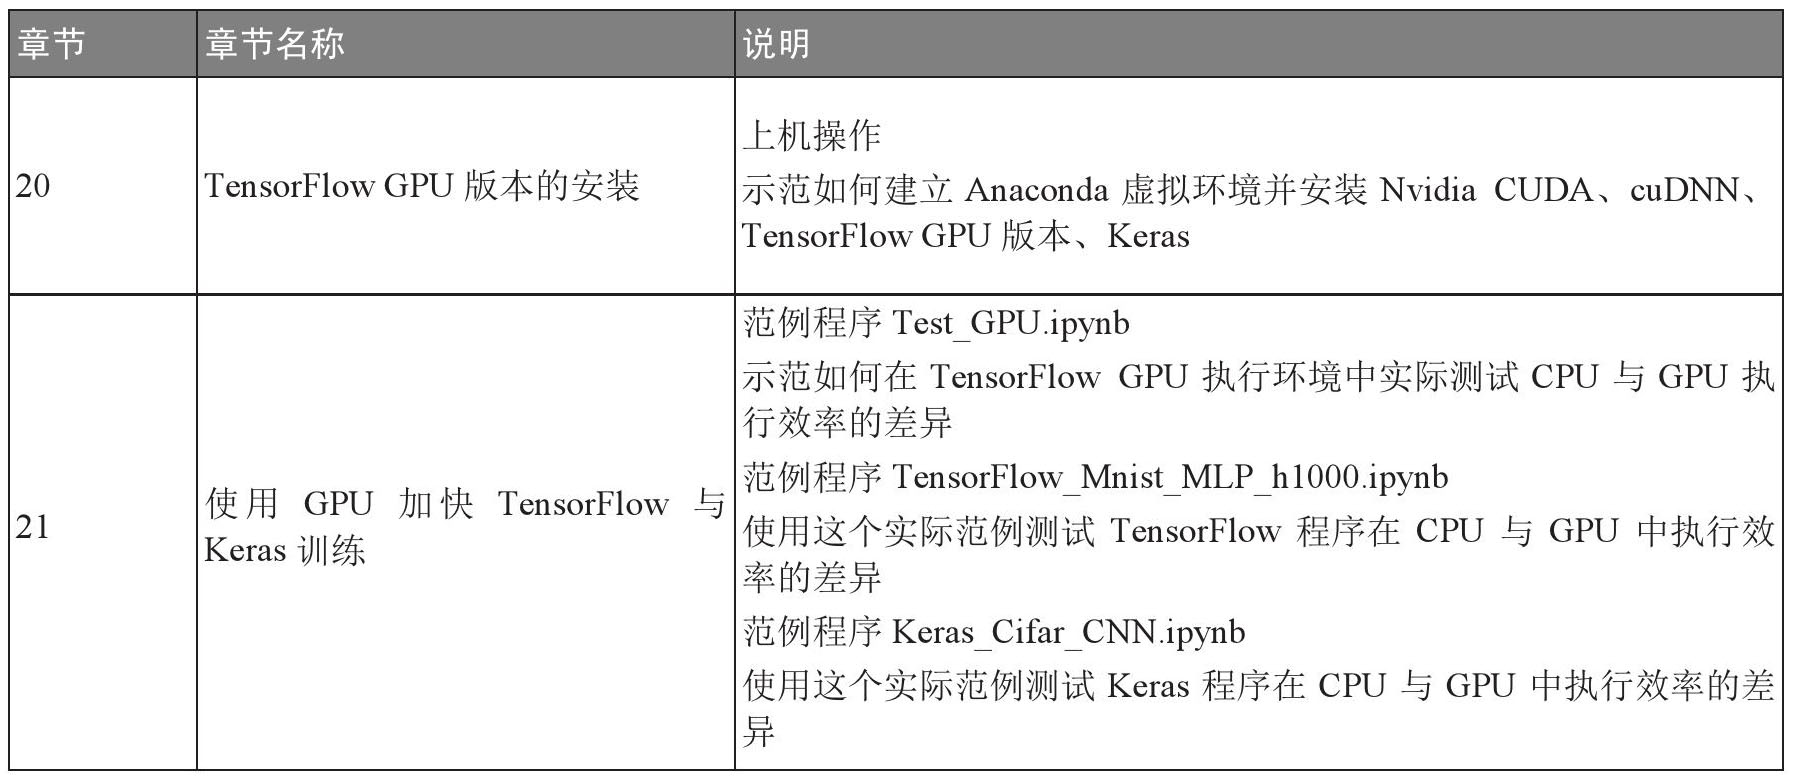 章节 章节名称 说明
20 TensorFlow GPU 版本的安装
上机操作
示范如何建立 Anaconda 虚拟环境并安装 Nvidia CUDA、cuDNN、
TensorFlow GPU 版本、Keras
21
使用 GPU 加快 TensorFlow 与
Keras 训练
范例程序 Test_GPU.ipynb
示范如何在 TensorFlow GPU 执行环境中实际测试 CPU 与 GPU 执
行效率的差异
范例程序 TensorFlow_Mnist_MLP_h1000.ipynb
使用这个实际范例测试 TensorFlow 程序在 CPU 与 GPU 中执行效
率的差异
范例程序 Keras_Cifar_CNN.ipynb
使用这个实际范例测试 Keras 程序在 CPU 与 GPU 中执行效率的差
异